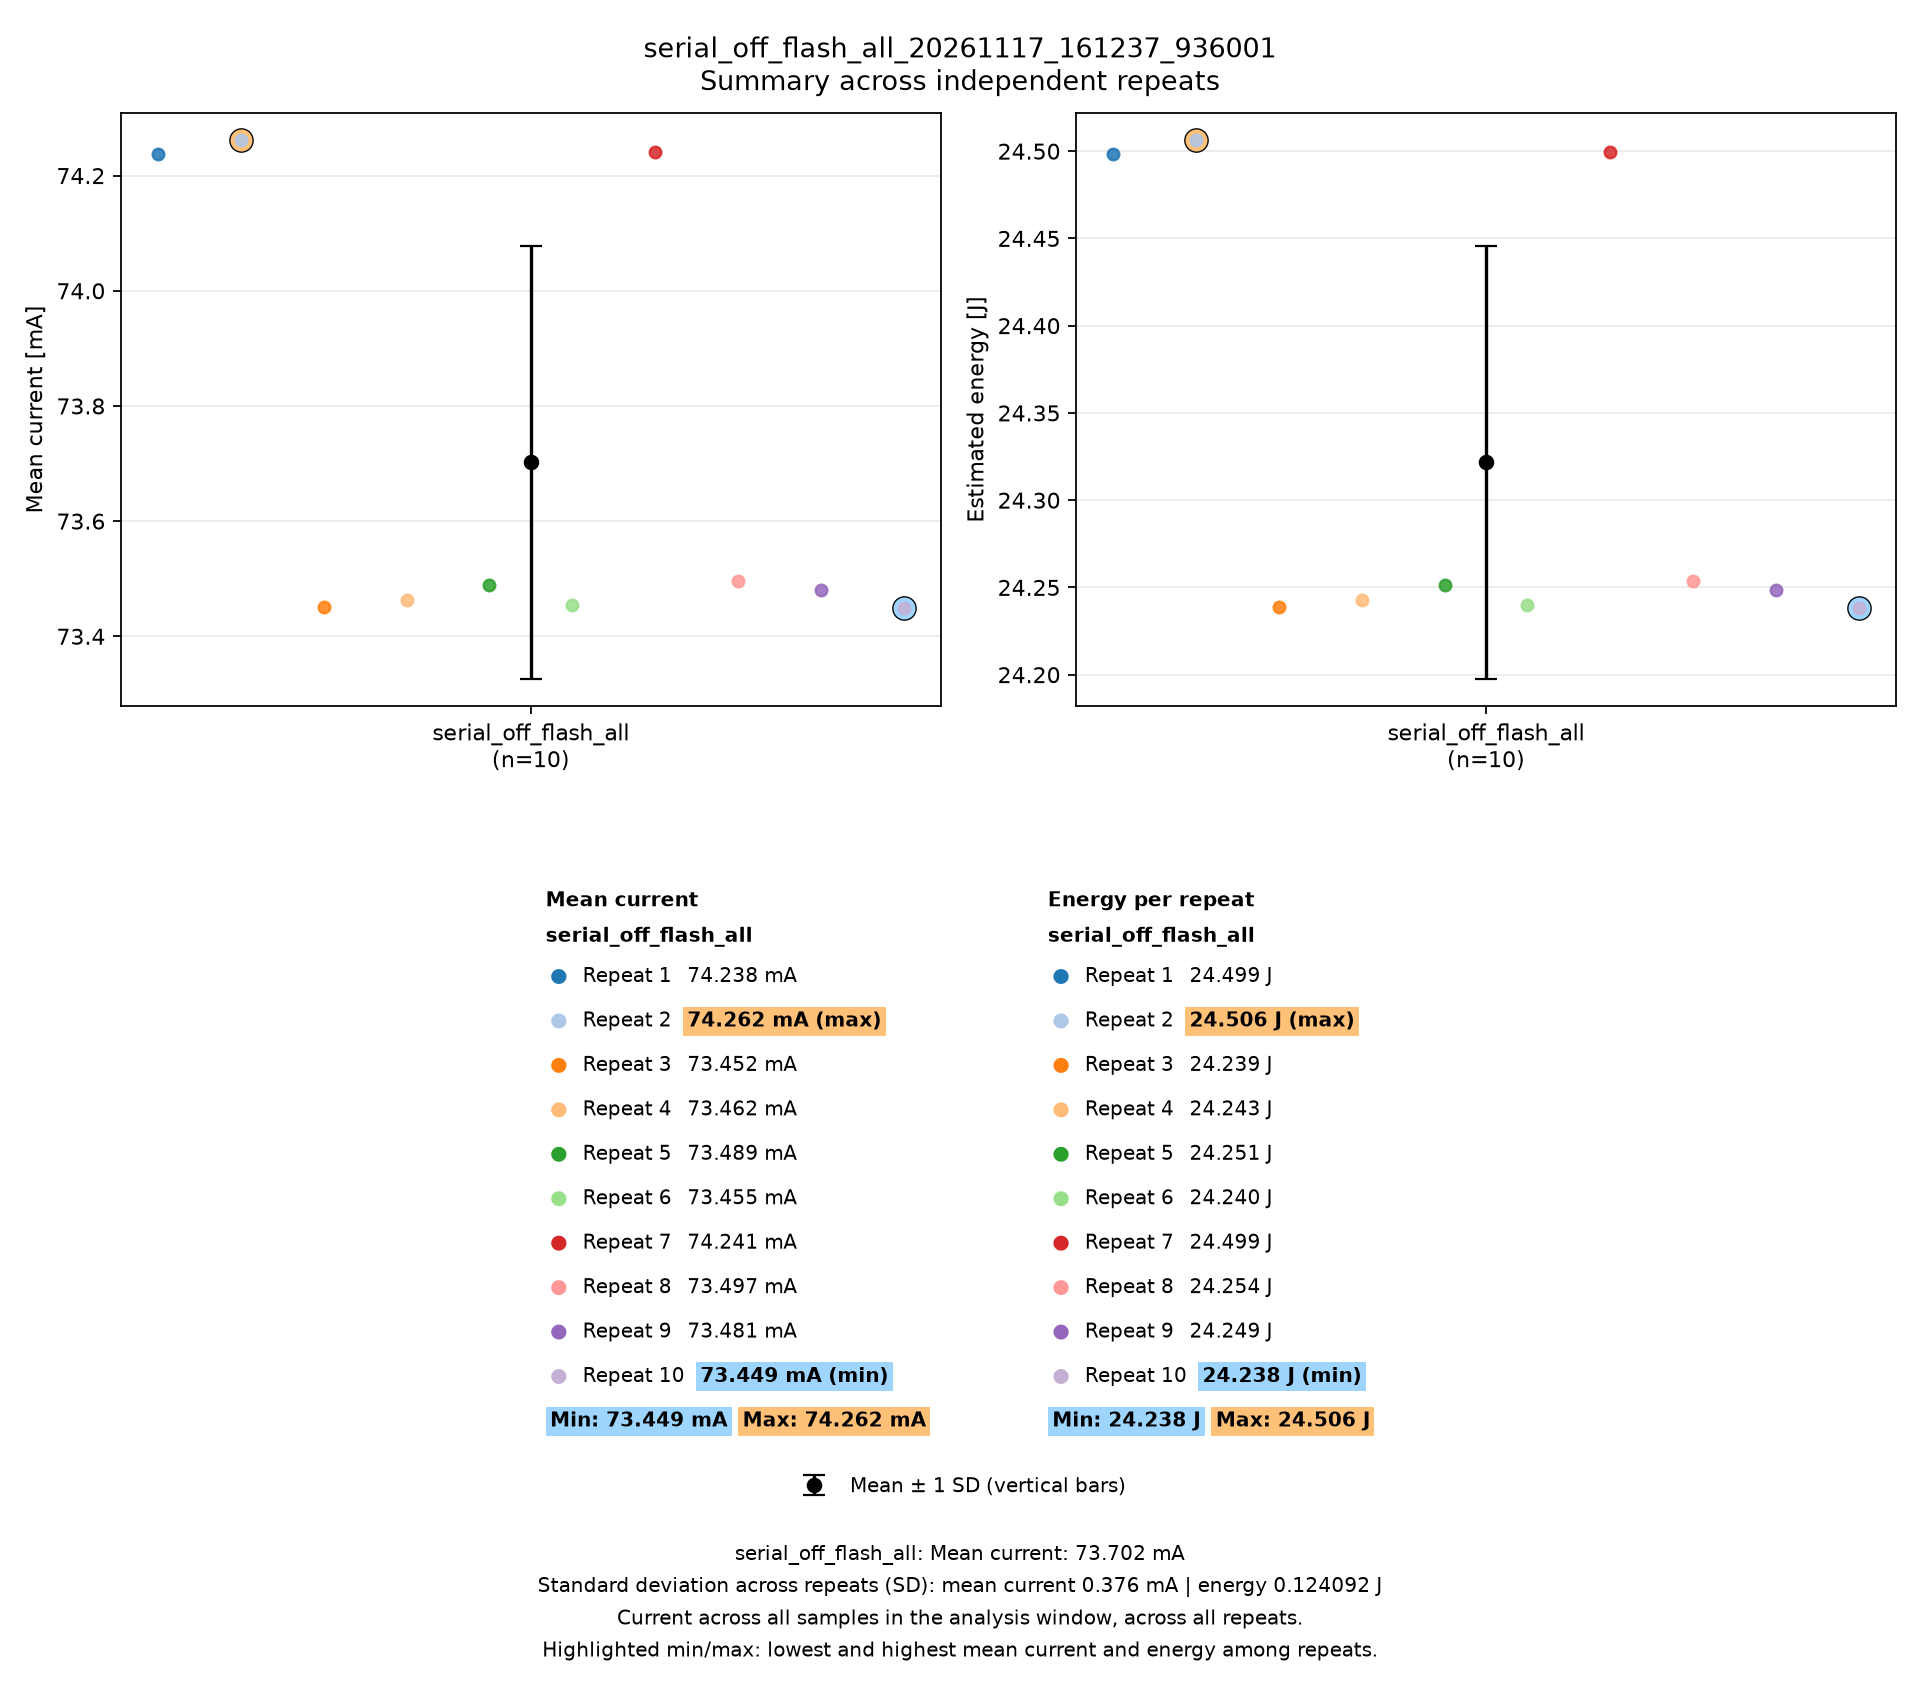 serial_off_flash_all_20261117_161237_936001
Summary across independent repeats
Mean current [mA]
74.2
74.0
73.8
73.6
73.4
serial_off_flash_all
(n=10)
Estimated energy [J]
24.50
24.45
24.40
24.35
24.30
24.25
24.20
serial_off_flash_all
(n=10)
Mean current
serial_off_flash_all
Repeat 1 74.238 mA
Repeat 2 74.262 mA (max)
Repeat 3 73.452 mA
Repeat 4 73.462 mA
Repeat 5 73.489 mA
Repeat 6 73.455 mA
Repeat 7 74.241 mA
Repeat 8 73.497 mA
Repeat 9 73.481 mA
Repeat 10 73.449 mA (min)
Min: 73.449 mA Max: 74.262 mA
Energy per repeat
serial_off_flash_all
Repeat 1 24.499 J
Repeat 2 24.506 J (max)
Repeat 3 24.239 J
Repeat 4 24.243 J
Repeat 5 24.251 J
Repeat 6 24.240 J
Repeat 7 24.499 J
Repeat 8 24.254 J
Repeat 9 24.249 J
Repeat 10 24.238 J (min)
Min: 24.238 J Max: 24.506 J
Mean ± 1 SD (vertical bars)
serial_off_flash_all: Mean current: 73.702 mA
Standard deviation across repeats (SD): mean current 0.376 mA | energy 0.124092 J
Current across all samples in the analysis window, across all repeats.
Highlighted min/max: lowest and highest mean current and energy among repeats.